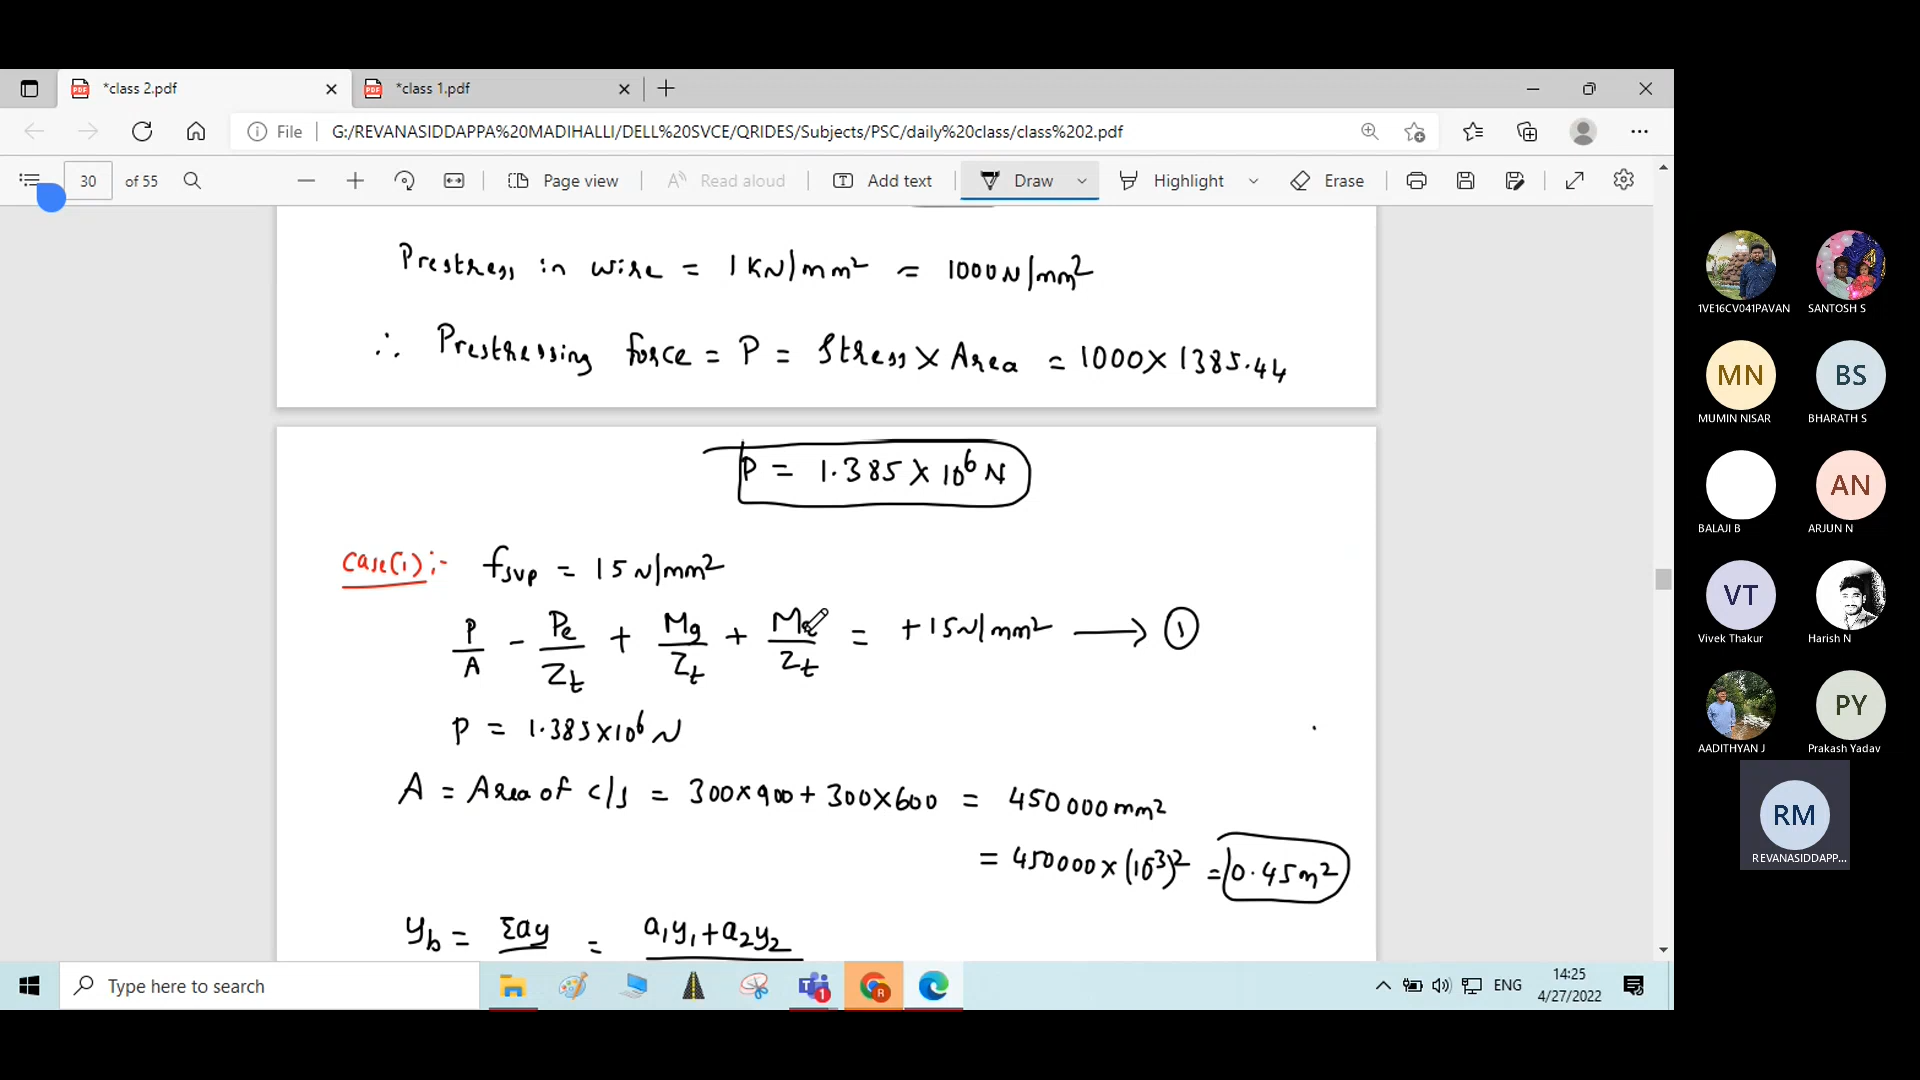 *class 2.pdf
*class 1.pdf
File | G:/REVANASIDDAPPA%20MADIHALLI/DELL%20SVCE/QRIDES/Subjects/PSC/daily%20class/class%202.pdf
30 of 55
Page view
Read aloud
Add text
Draw
Highlight
Erase
Prestress in wire = 1 KN/mm² = 1000 N/mm²
∴ Prestressing force = P = Stress × Area = 1000 × 1385.44
P = 1.385 × 10⁶ N
Case(1):- fsup = 15 N/mm²
P/A - Pe/Zt + Mg/Zt + M/Zt = +15 N/mm² → ①
P = 1.385×10⁶ N
A = Area of c/s = 300×900 + 300×600 = 450000 mm²
= 450000 × (10³)² = 0.45 m²
yb = Σay = a₁y₁+a₂y₂
1VE16CV041PAVAN
SANTOSH S
MN
MUMIN NISAR
BS
BHARATH S
BALAJI B
AN
ARJUN N
VT
Vivek Thakur
Harish N
AADITHYAN J
PY
Prakash Yadav
RM
REVANASIDDAPP...
Type here to search
1
R
ENG
14:25
4/27/2022